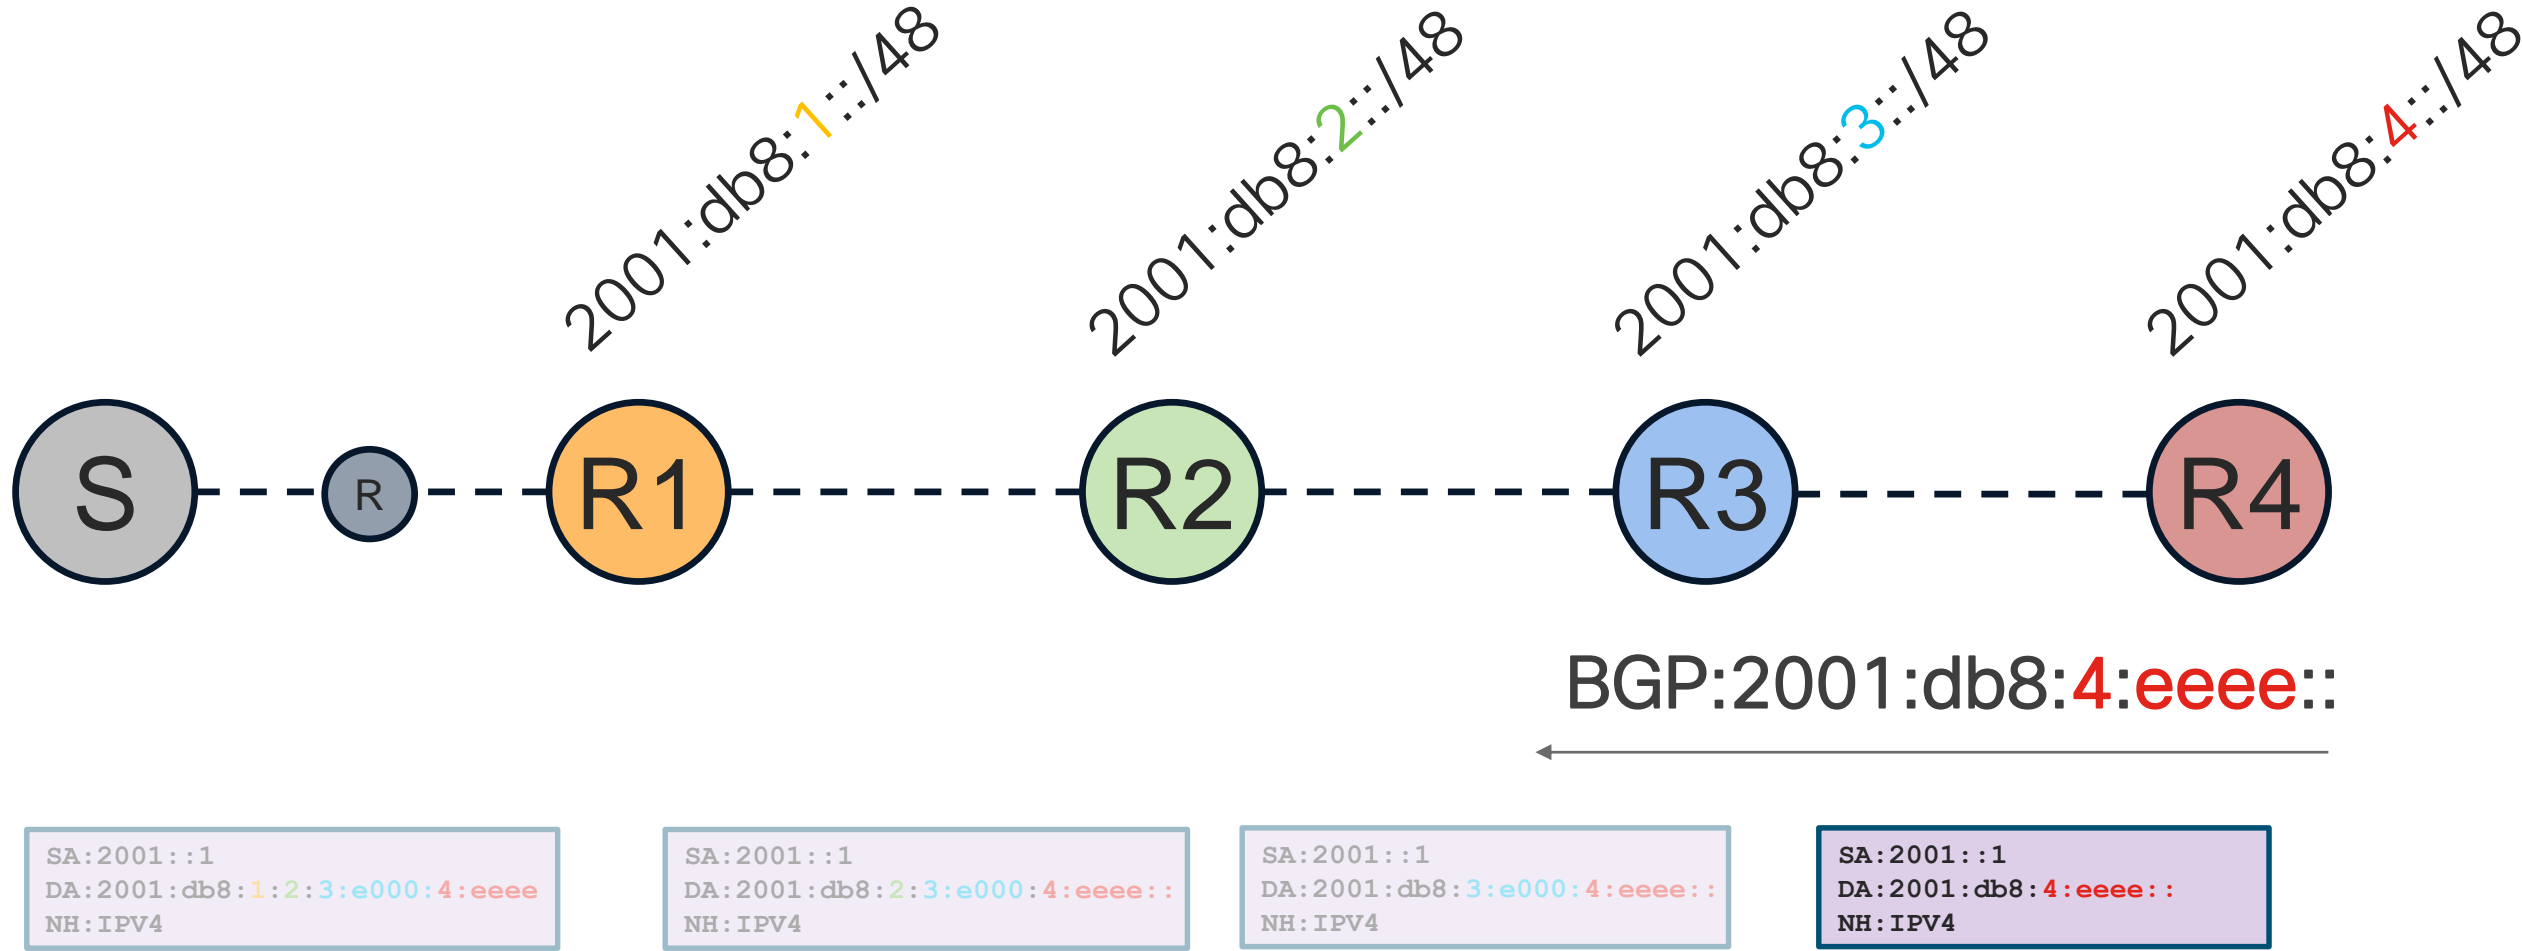 2001:db8:1::/48
2001:db8:2::/48
2001:db8:3::/48
2001:db8:4::/48
S
R
R1
R2
R3
R4
BGP:2001:db8:4:eeee::
SA:2001::1
DA:2001:db8:1:2:3:e000:4:eeee
NH:IPV4
SA:2001::1
DA:2001:db8:2:3:e000:4:eeee::
NH:IPV4
SA:2001::1
DA:2001:db8:3:e000:4:eeee::
NH:IPV4
SA:2001::1
DA:2001:db8:4:eeee::
NH:IPV4